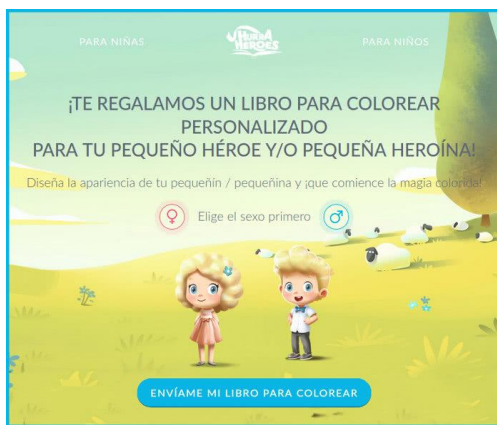 PARA NIÑAS
HURRA HÉROES
PARA NIÑOS
¡TE REGALAMOS UN LIBRO PARA COLOREAR
PERSONALIZADO
PARA TU PEQUEÑO HÉROE Y/O PEQUEÑA HEROÍNA!
Diseña la apariencia de tu pequeñín / pequeñina y ¡que comience la magia colorida!
Elige el sexo primero
ENVÍAME MI LIBRO PARA COLOREAR